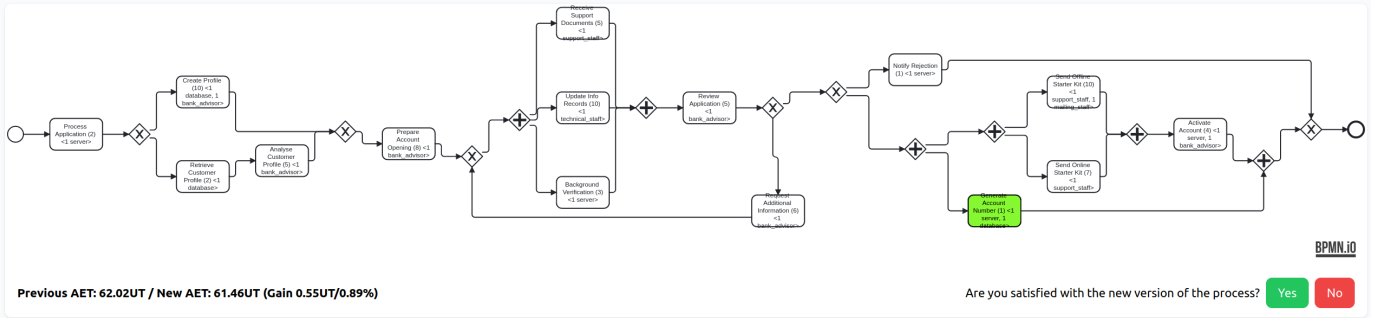 Process
Application (2)
<1 server>
Create Profile
(10) <1
database, 1
bank_advisor>
Retrieve
Customer
Profile (2) <1
database>
Analyse
Customer
Profile (5) <1
bank_advisor>
Prepare
Account
Opening (8) <1
bank_advisor>
Receive
Support
Documents (5)
<1
support_staff>
Update Info
Records (10)
<1
technical_staff>
Background
Verification (3)
<1 server>
Review
Application (5)
<1
bank_advisor>
Request
Additional
Information (6)
<1
bank_advisor>
Notify Rejection
(1) <1 server>
Send Offline
Starter Kit (10)
<1
support_staff, 1
mailing_staff>
Send Online
Starter Kit (7)
<1
support_staff>
Generate
Account
Number (1) <1
server, 1
database>
Activate
Account (4) <1
server, 1
bank_advisor>
BPMN.iO
Previous AET: 62.02UT / New AET: 61.46UT (Gain 0.55UT/0.89%)
Are you satisfied with the new version of the process?
Yes
No